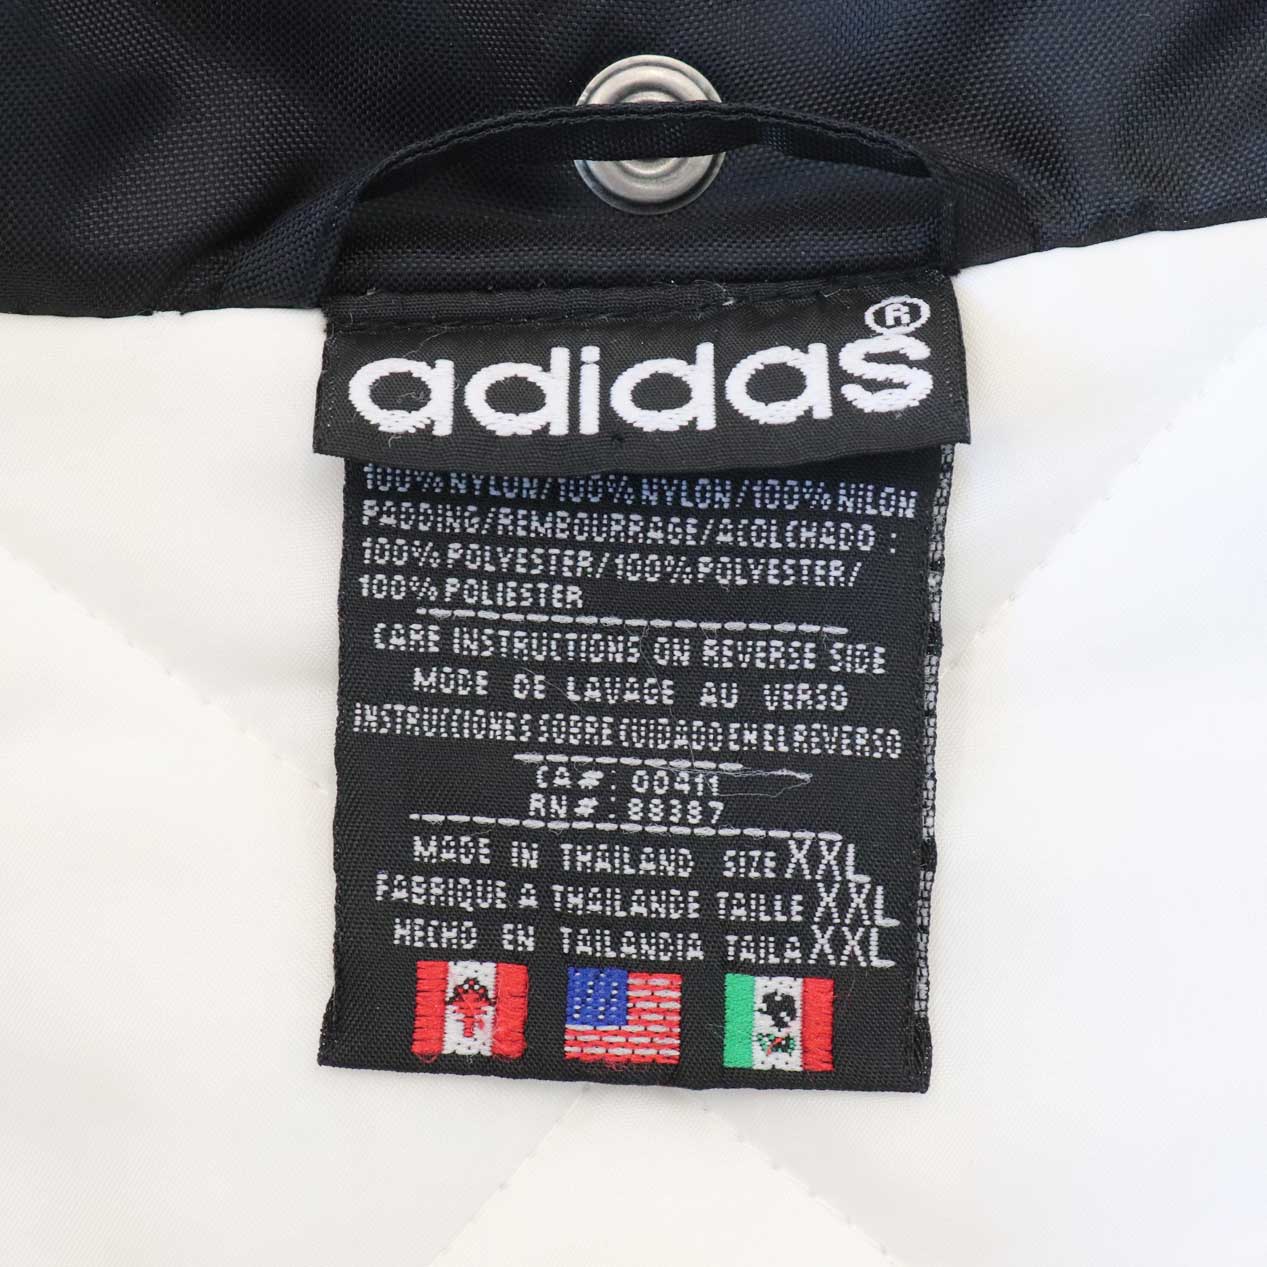 adidas®
100% NYLON/100% NYLON/100% NILON
PADDING/REMBOURRAGE/ACOLCHADO :
100% POLYESTER/100% POLYESTER/
100% POLIESTER
CARE INSTRUCTIONS ON REVERSE SIDE
MODE DE LAVAGE AU VERSO
INSTRUCCIONES SOBRE CUIDADO EN EL REVERSO
CA#: 00411
RN#: 88387
MADE IN THAILAND SIZE XXL
FABRIQUE A THAILANDE TAILLE XXL
HECHO EN TAILANDIA TAILA XXL